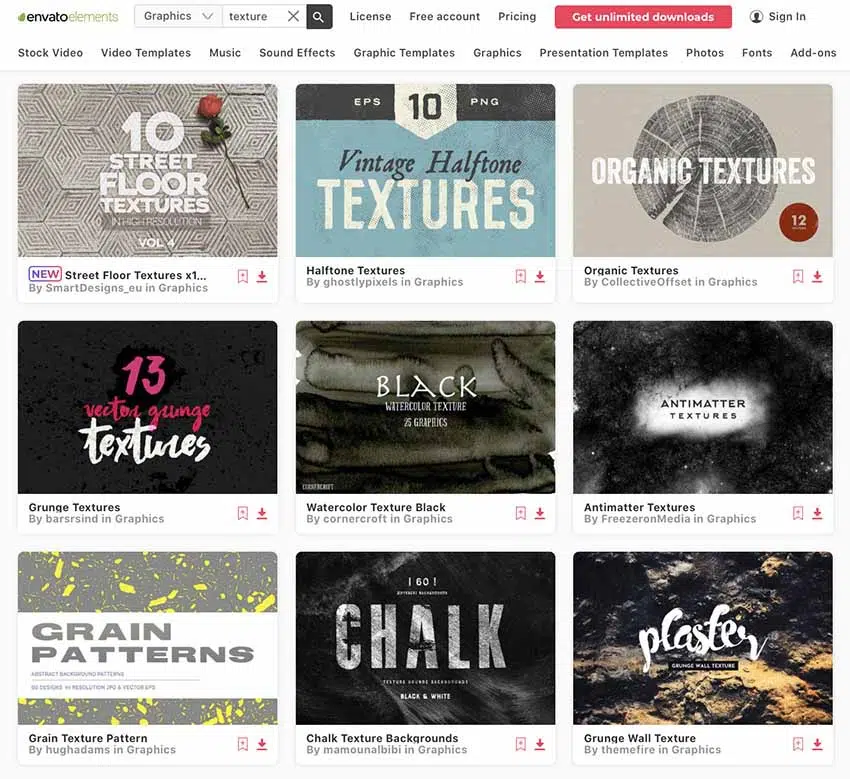 envatoelements
Graphics
texture
License
Free account
Pricing
Get unlimited downloads
Sign In
Stock Video
Video Templates
Music
Sound Effects
Graphic Templates
Graphics
Presentation Templates
Photos
Fonts
Add-ons
10
STREET
FLOOR
TEXTURES
IN HIGH RESOLUTION
VOL 4
NEW Street Floor Textures x1...
By SmartDesigns_eu in Graphics
EPS 10 PNG
Vintage Halftone
TEXTURES
Halftone Textures
By ghostlypixels in Graphics
ORGANIC TEXTURES
12
Organic Textures
By CollectiveOffset in Graphics
13
vector grunge
textures
Grunge Textures
By barsrsind in Graphics
BLACK
WATERCOLOR TEXTURE
25 GRAPHICS
CORNERCROFT
Watercolor Texture Black
By cornercroft in Graphics
ANTIMATTER
TEXTURES
Antimatter Textures
By FreezeronMedia in Graphics
GRAIN
PATTERNS
ABSTRACT BACKGROUND PATTERNS
Grain Texture Pattern
By hughadams in Graphics
CHALK
TEXTURE GRUNGE BACKGROUNDS
BLACK & WHITE
Chalk Texture Backgrounds
By mamounalbibi in Graphics
plaster
GRUNGE WALL TEXTURE
Grunge Wall Texture
By themefire in Graphics